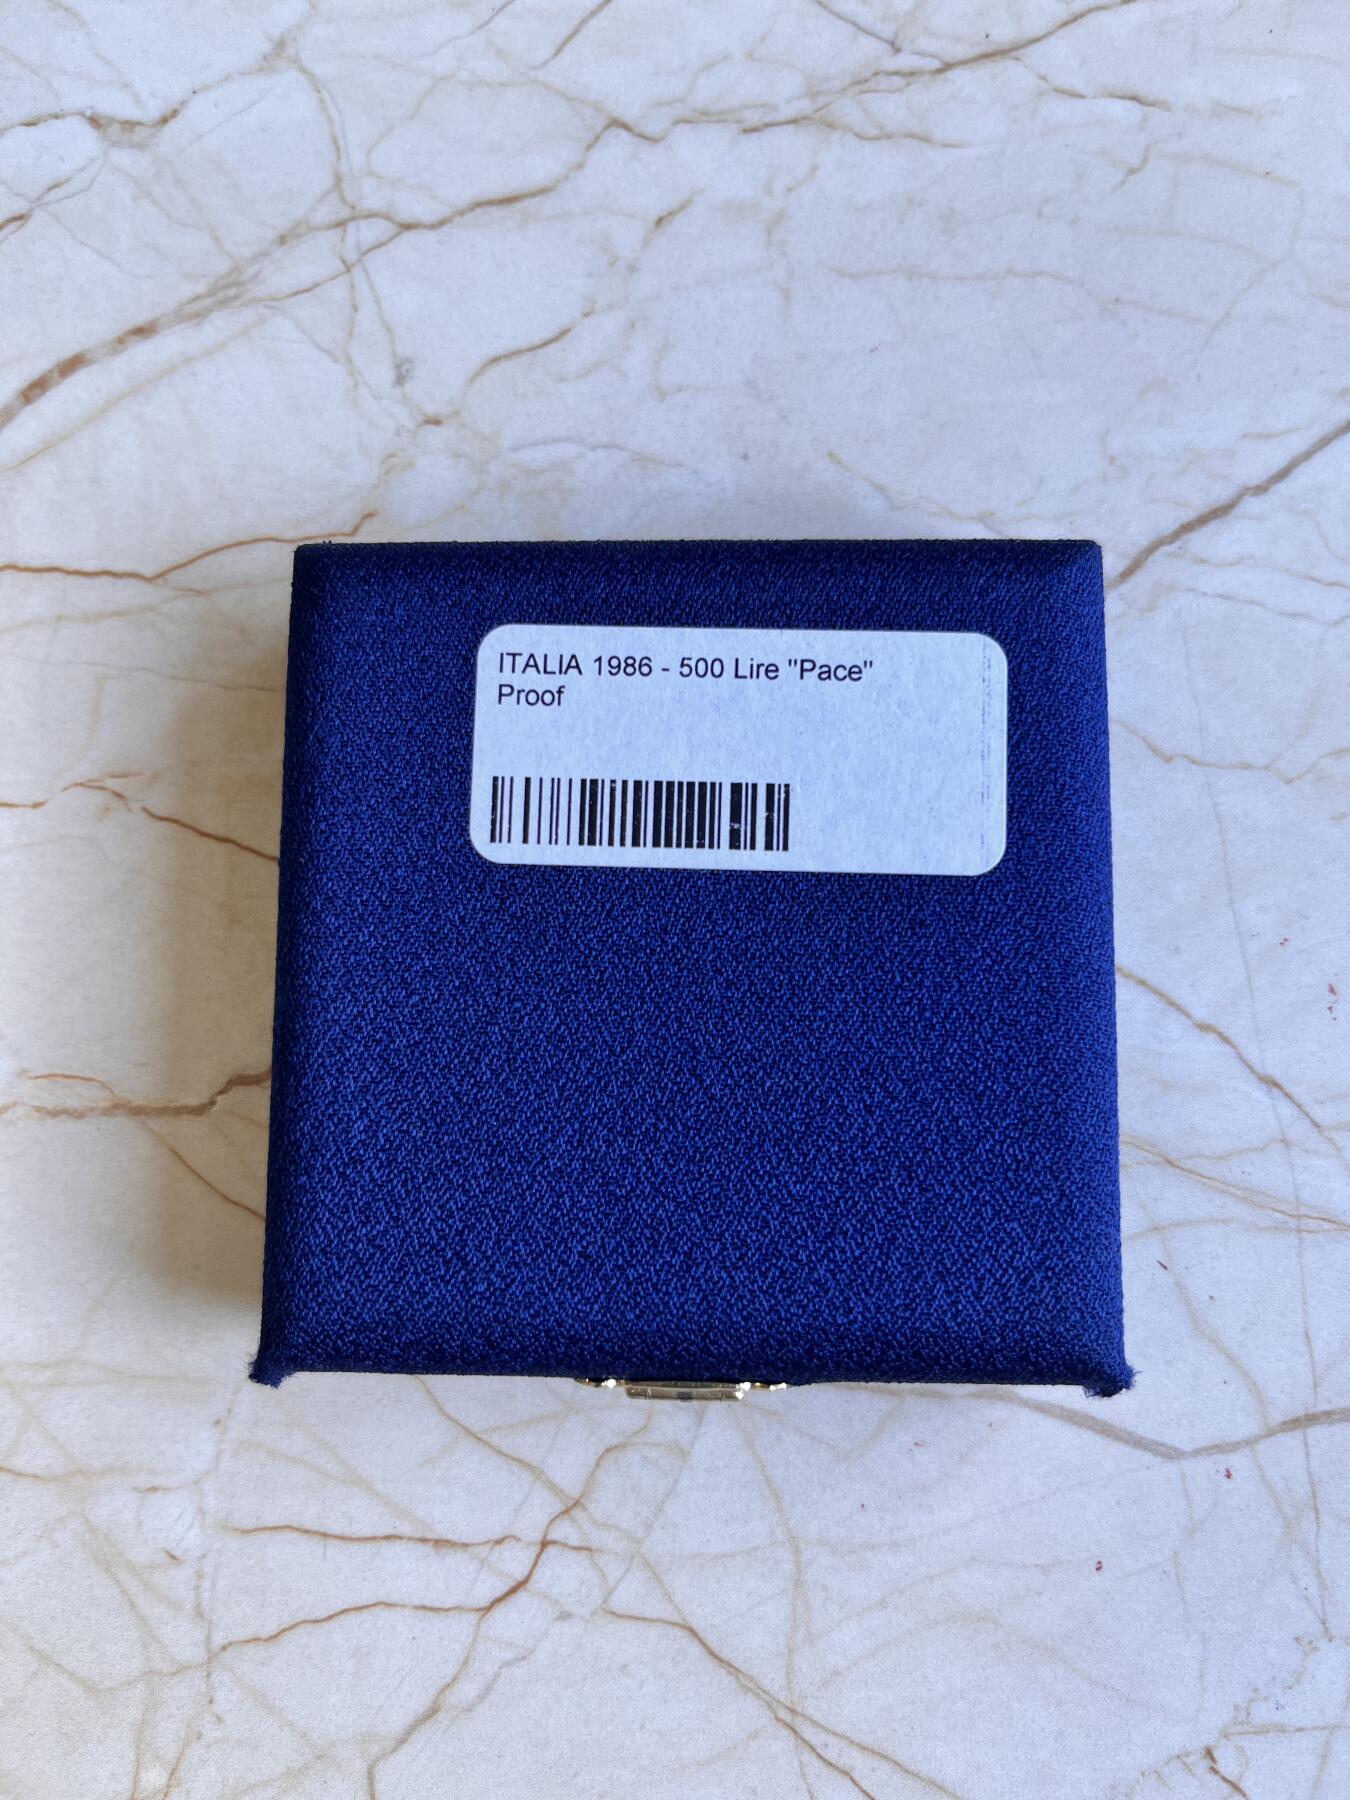 ITALIA 1986 - 500 Lire "Pace"
Proof